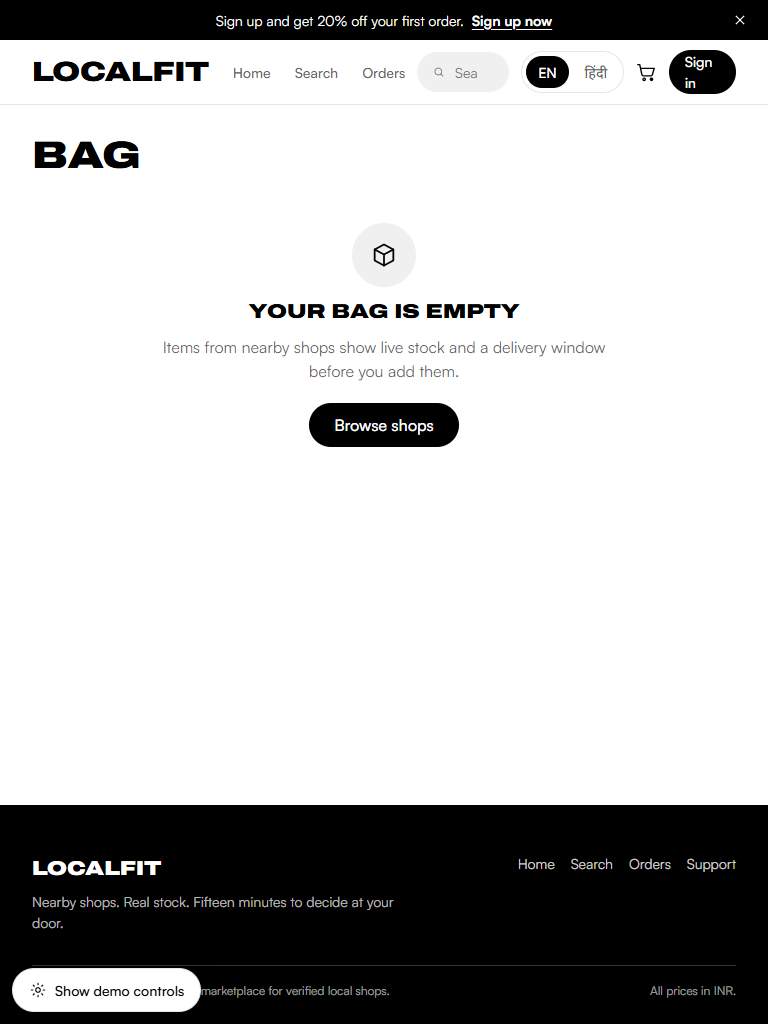 Sign up and get 20% off your first order. Sign up now
LOCALFIT
Home
Search
Orders
Sea
EN
हिंदी
Sign
in
BAG
YOUR BAG IS EMPTY
Items from nearby shops show live stock and a delivery window
before you add them.
Browse shops
LOCALFIT
Home
Search
Orders
Support
Nearby shops. Real stock. Fifteen minutes to decide at your
door.
Show demo controls
marketplace for verified local shops.
All prices in INR.